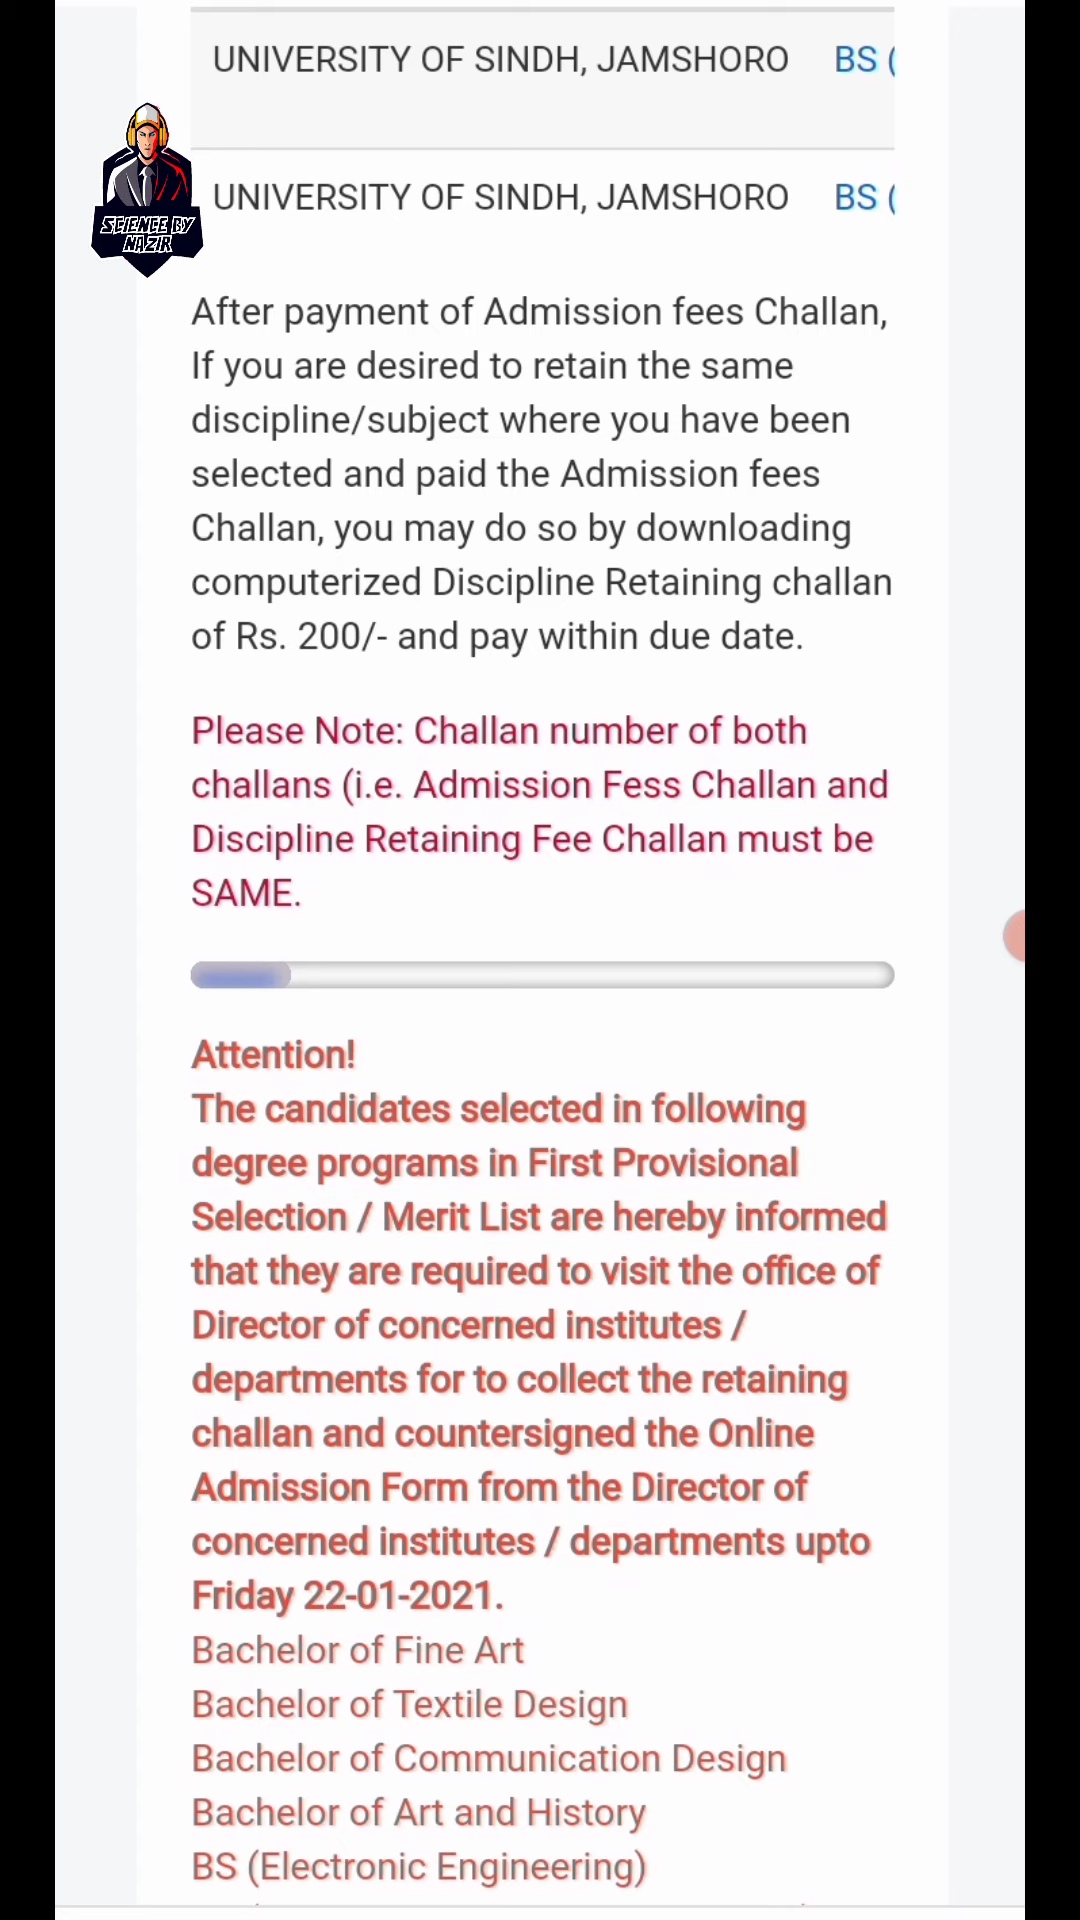 UNIVERSITY OF SINDH, JAMSHORO BS (
SCIENCE BY
NAZIR
UNIVERSITY OF SINDH, JAMSHORO BS (
After payment of Admission fees Challan,
If you are desired to retain the same
discipline/subject where you have been
selected and paid the Admission fees
Challan, you may do so by downloading
computerized Discipline Retaining challan
of Rs. 200/- and pay within due date.
Please Note: Challan number of both
challans (i.e. Admission Fess Challan and
Discipline Retaining Fee Challan must be
SAME.
Attention!
The candidates selected in following
degree programs in First Provisional
Selection / Merit List are hereby informed
that they are required to visit the office of
Director of concerned institutes /
departments for to collect the retaining
challan and countersigned the Online
Admission Form from the Director of
concerned institutes / departments upto
Friday 22-01-2021.
Bachelor of Fine Art
Bachelor of Textile Design
Bachelor of Communication Design
Bachelor of Art and History
BS (Electronic Engineering)